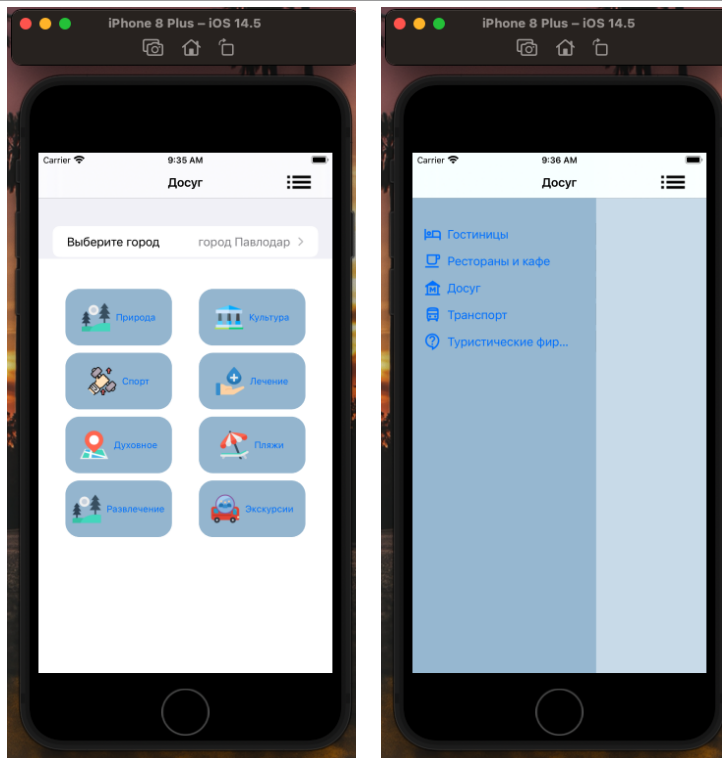 iPhone 8 Plus – iOS 14.5
Carrier
9:35 AM
Досуг
Выберите город
город Павлодар
Природа
Культура
Спорт
Лечение
Духовное
Пляжи
Развлечение
Экскурсии
iPhone 8 Plus – iOS 14.5
Carrier
9:36 AM
Досуг
Гостиницы
Рестораны и кафе
Досуг
Транспорт
Туристические фир...